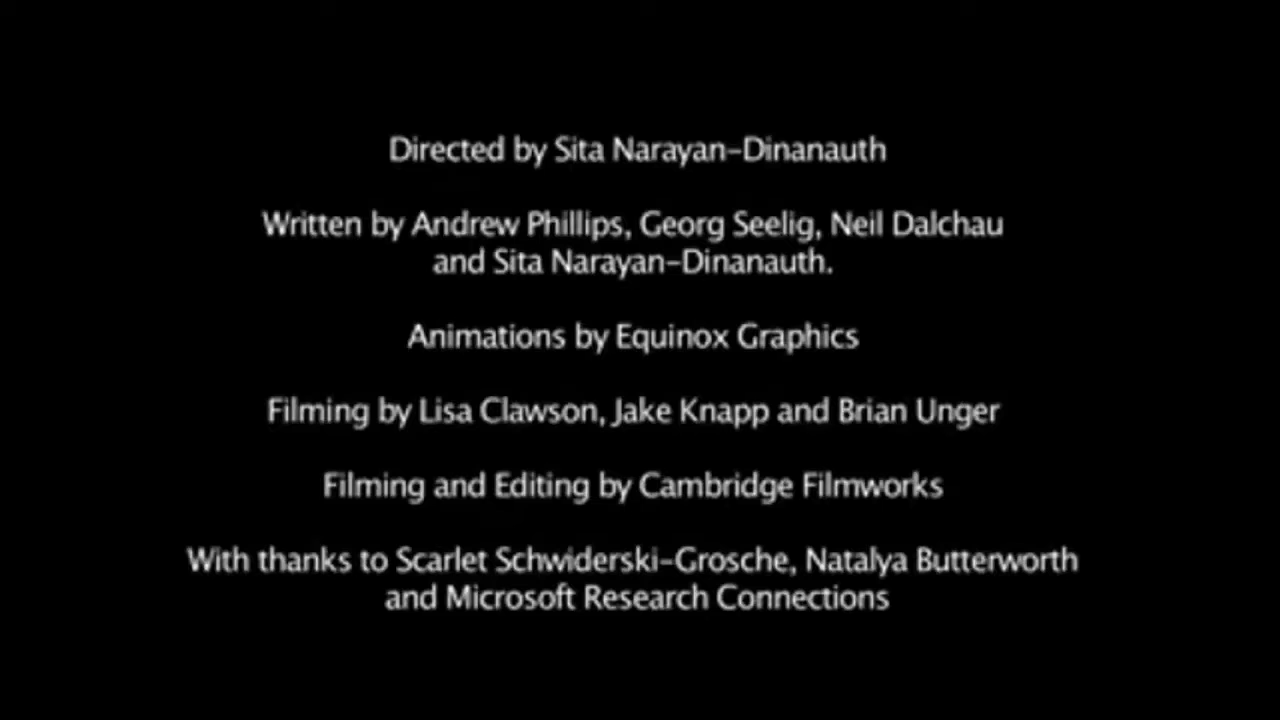 Directed by Sita Narayan-Dinanauth
Written by Andrew Phillips, Georg Seelig, Neil Dalchau
and Sita Narayan-Dinanauth.
Animations by Equinox Graphics
Filming by Lisa Clawson, Jake Knapp and Brian Unger
Filming and Editing by Cambridge Filmworks
With thanks to Scarlet Schwiderski-Grosche, Natalya Butterworth
and Microsoft Research Connections